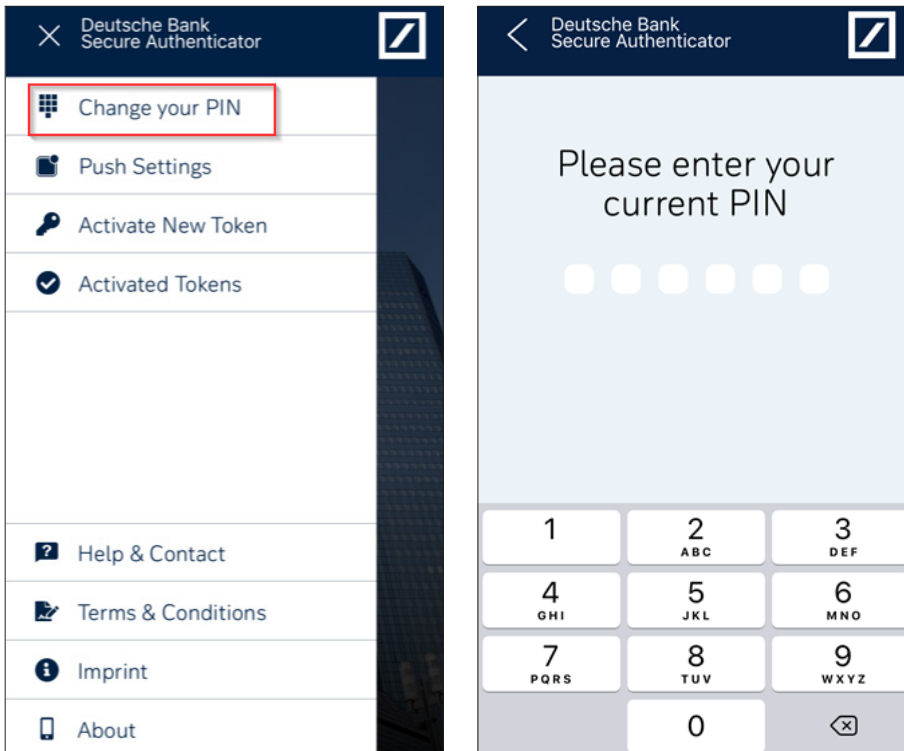 Deutsche Bank
Secure Authenticator
Change your PIN
Push Settings
Activate New Token
Activated Tokens
Help & Contact
Terms & Conditions
Imprint
About
Deutsche Bank
Secure Authenticator
Please enter your
current PIN
1 2 3
ABC DEF
4 5 6
GHI JKL MNO
7 8 9
PQRS TUV WXYZ
0